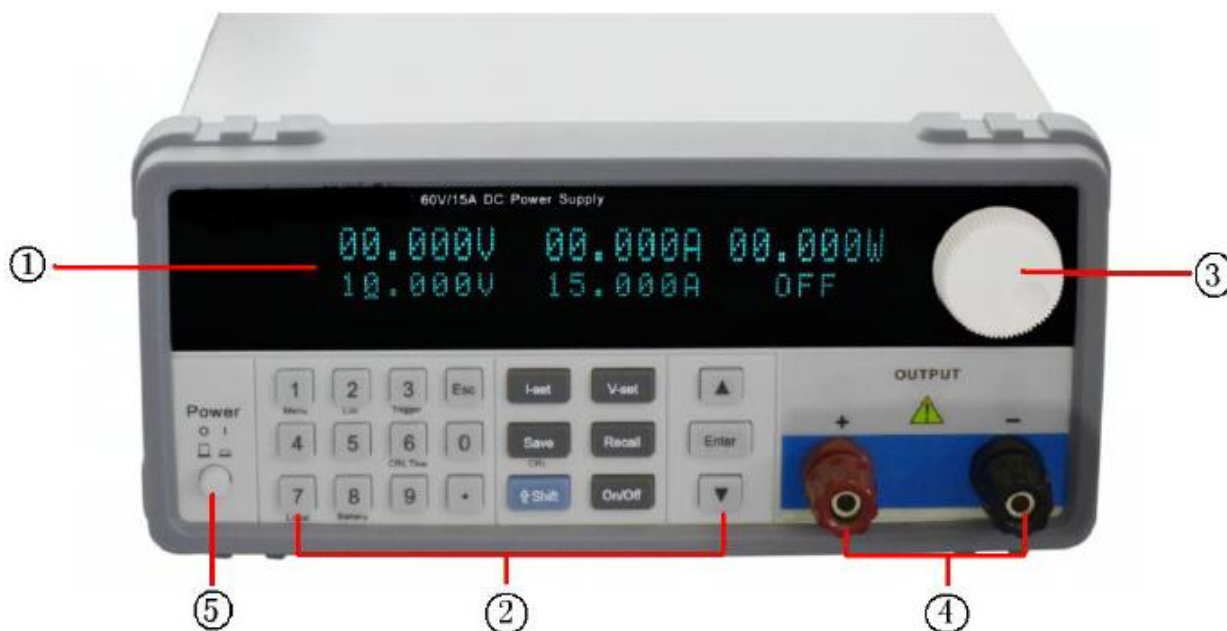 60V/15A DC Power Supply
00.000V 00.000A 00.000W
10.000V 15.000A OFF
①
③
OUTPUT
+ −
Power
O I
1 2 3 Esc I-set V-set ▲
Menu List Trigger
4 5 6 0 Save Recall Enter
7 8 9 . ⇧Shift On/Off ▼
Local Battery
⑤ ② ④